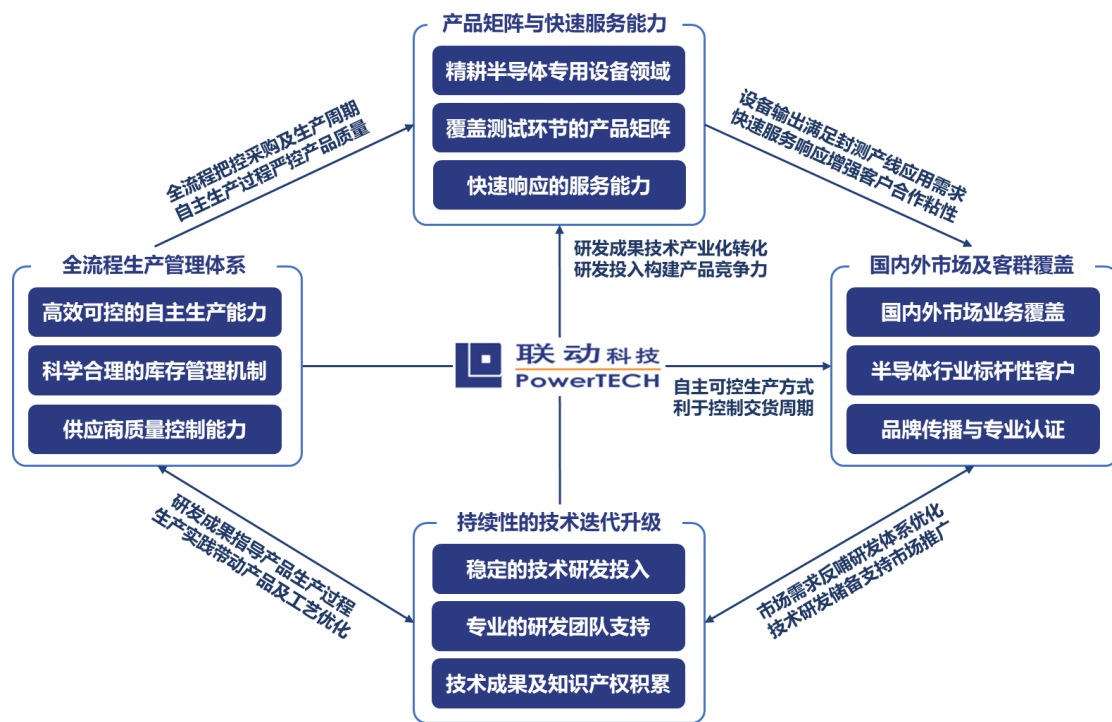 产品矩阵与快速服务能力
精耕半导体专用设备领域
覆盖测试环节的产品矩阵
快速响应的服务能力
全流程把控采购及生产周期
自主生产过程严控产品质量
设备输出满足封测产线应用需求
快速服务响应增强客户合作粘性
研发成果技术产业化转化
研发投入构建产品竞争力
全流程生产管理体系
高效可控的自主生产能力
科学合理的库存管理机制
供应商质量控制能力
联动科技
PowerTECH
自主可控生产方式
利于控制交货周期
国内外市场及客群覆盖
国内外市场业务覆盖
半导体行业标杆性客户
品牌传播与专业认证
研发成果指导产品生产过程
生产实践带动产品及工艺优化
市场需求反哺研发体系优化
技术研发储备支持市场推广
持续性的技术迭代升级
稳定的技术研发投入
专业的研发团队支持
技术成果及知识产权积累